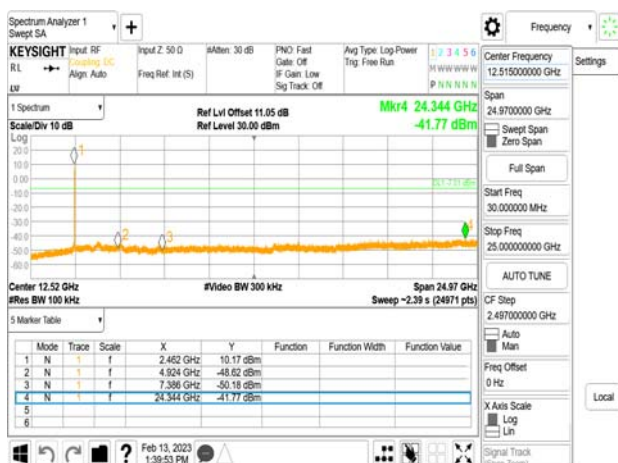 Spectrum Analyzer 1
Swept SA
+
Frequency
KEYSIGHT
RL
LV
Input: RF
Coupling: DC
Align: Auto
Input Z: 50 Ω
Freq Ref: Int (S)
#Atten: 30 dB
PNO: Fast
Gate: Off
IF Gain: Low
Sig Track: Off
Avg Type: Log-Power
Trig: Free Run
1 2 3 4 5 6
M W W W W W
P N N N N N
1 Spectrum
Scale/Div 10 dB
Ref Lvl Offset 11.05 dB
Ref Level 30.00 dBm
Mkr4 24.344 GHz
-41.77 dBm
Log
20.0
10.0
0.00
-10.0
-20.0
-30.0
-40.0
-50.0
-60.0
1
2
3
4
Center 12.52 GHz
#Res BW 100 kHz
#Video BW 300 kHz
Span 24.97 GHz
Sweep ~2.39 s (24971 pts)
5 Marker Table
Mode Trace Scale X Y Function Function Width Function Value
1 N 1 f 2.462 GHz 10.17 dBm
2 N 1 f 4.924 GHz -48.62 dBm
3 N 1 f 7.386 GHz -50.18 dBm
4 N 1 f 24.344 GHz -41.77 dBm
5
6
Feb 13, 2023
1:39:53 PM
?
Center Frequency
12.515000000 GHz
Settings
Span
24.9700000 GHz
Swept Span
Zero Span
Full Span
Start Freq
30.000000 MHz
Stop Freq
25.000000000 GHz
AUTO TUNE
CF Step
2.497000000 GHz
Auto
Man
Freq Offset
0 Hz
X Axis Scale
Log
Lin
Local
Signal Track